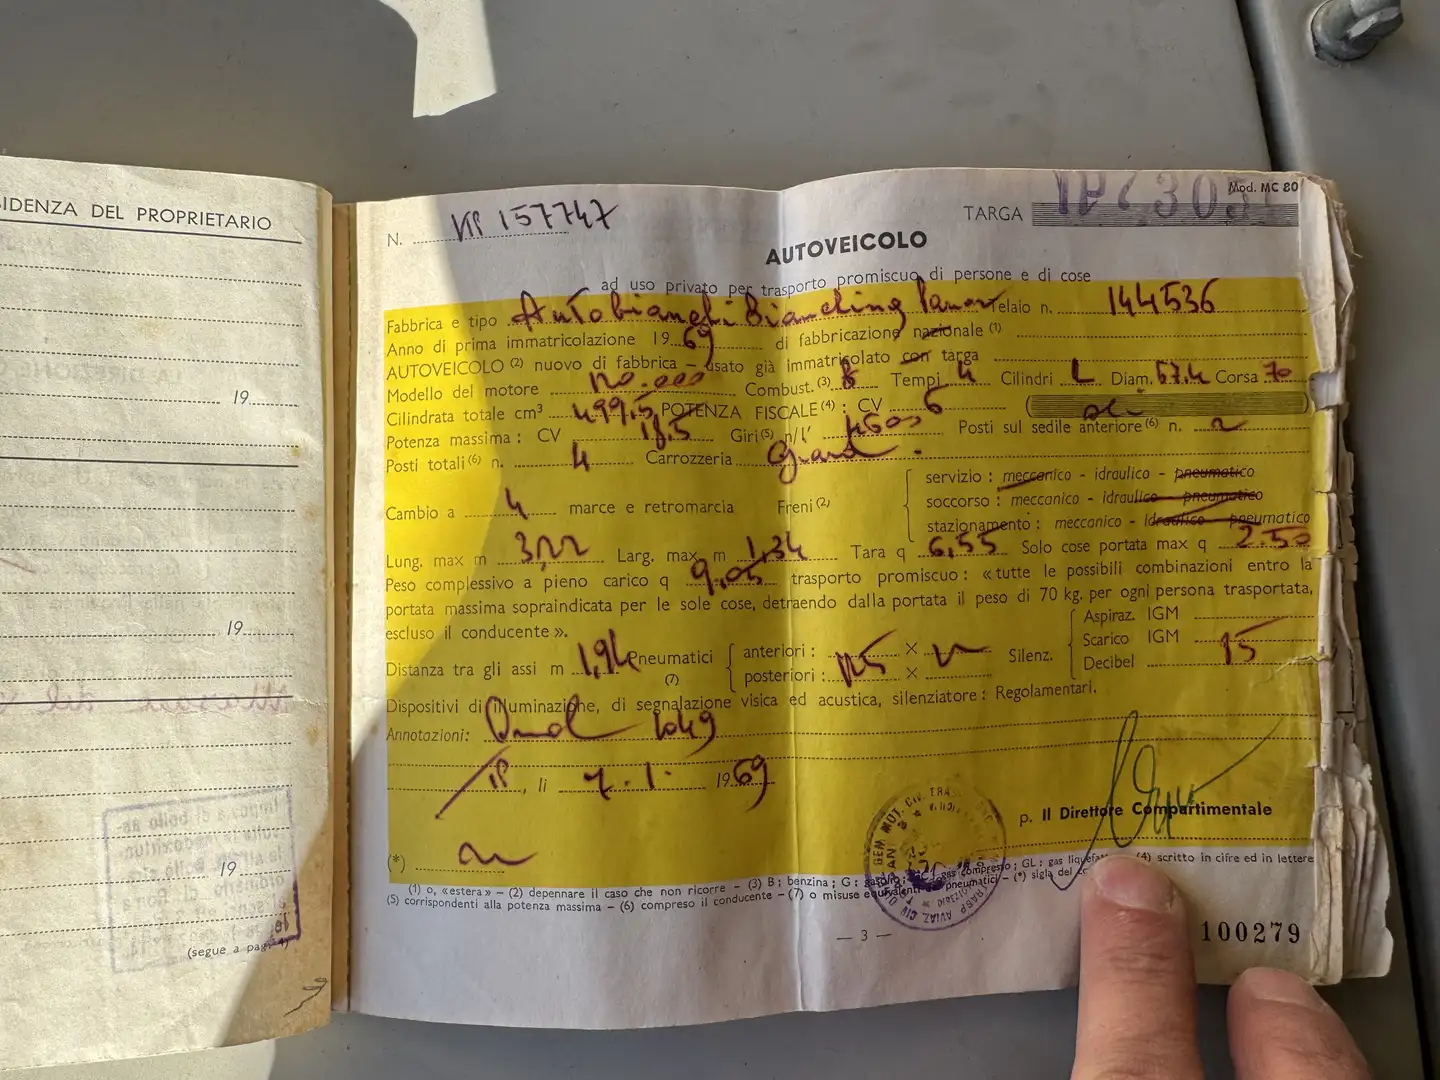 SIDENZA DEL PROPRIETARIO
19
19
19
(segue a pag. 4)
Mod. MC 80
N. 157747
TARGA
AUTOVEICOLO
ad uso privato per trasporto promiscuo di persone e di cose
Fabbrica e tipo Autobianchi Bianchina Telaio n. 144536
Anno di prima immatricolazione 1969 di fabbricazione nazionale (1)
AUTOVEICOLO (2) nuovo di fabbrica - usato già immatricolato con targa
Modello del motore 120.000 Combust. (3) B Tempi 4 Cilindri Diam. 67.4 Corsa 70
Cilindrata totale cm³ 499,5 POTENZA FISCALE (4) : CV 6 sei
Potenza massima : CV 18,5 Giri (5) n/1' 4600 Posti sul sedile anteriore (6) n. 2
Posti totali (6) n. 4 Carrozzeria
Cambio a 4 marce e retromarcia Freni (2)
servizio : meccanico - idraulico - pneumatico
soccorso : meccanico - idraulico - pneumatico
stazionamento : meccanico - idraulico - pneumatico
Lung. max m 3,22 Larg. max m 1,34 Tara q 6,55 Solo cose portata max q 2.50
Peso complessivo a pieno carico q 9,05 trasporto promiscuo : « tutte le possibili combinazioni entro la
portata massima sopraindicata per le sole cose, detraendo dalla portata il peso di 70 kg. per ogni persona trasportata,
escluso il conducente ».
Distanza tra gli assi m 1,94 Pneumatici (7)
anteriori : 125 × 12
posteriori : ×
Silenz.
Aspiraz. IGM
Scarico IGM
Decibel 15
Dispositivi di illuminazione, di segnalazione visica ed acustica, silenziatore : Regolamentari.
Annotazioni: 1049
, li 7.1. 1969
p. Il Direttore Compartimentale
(*)
(1) o, «estera» - (2) depennare il caso che non ricorre - (3) B : benzina ; G : gasolio ; gas compresso ; GL : gas liquefatto (4) scritto in cifre ed in lettere
(5) corrispondenti alla potenza massima - (6) compreso il conducente - (7) o misure equivalenti pneumatici - (*) sigla del
— 3 —
100279